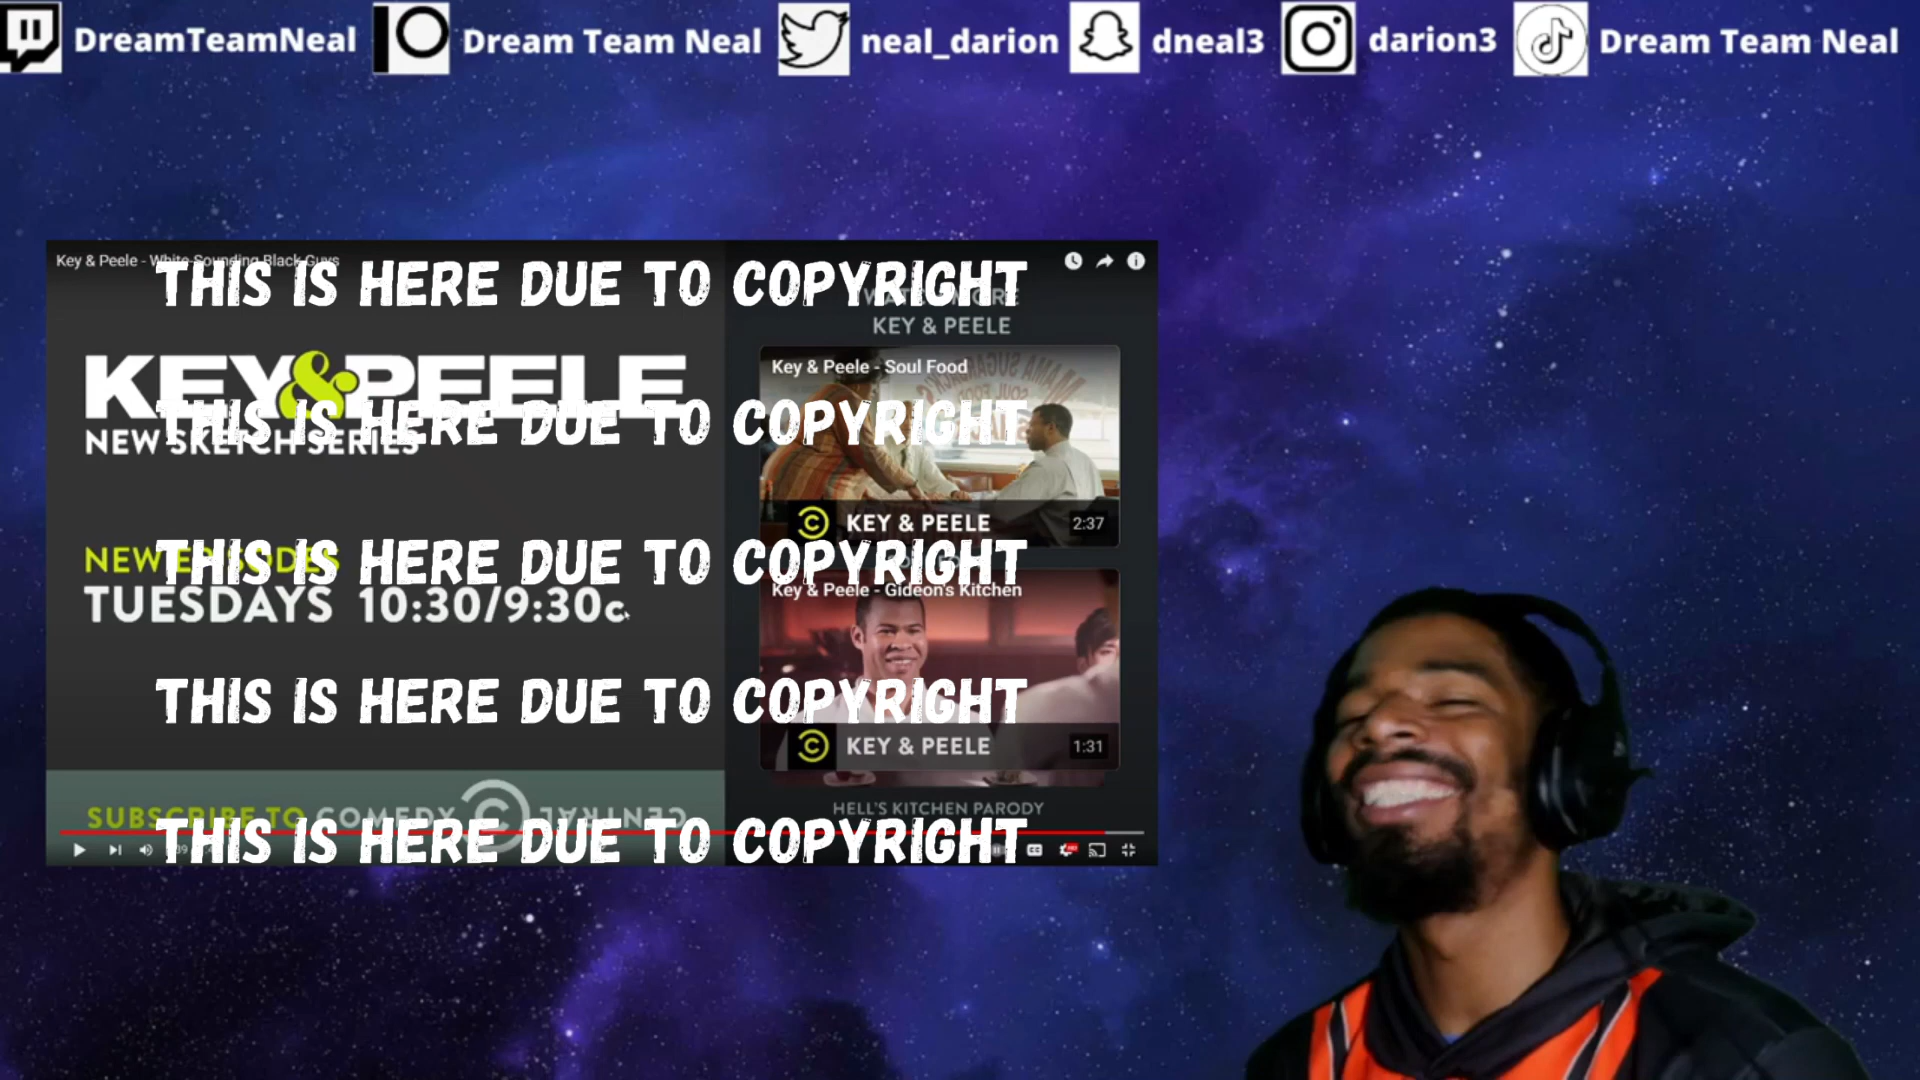 DreamTeamNeal Dream Team Neal neal_darion dneal3 darion3 Dream Team Neal
Key & Peele - White Sounding Black Guys
THIS IS HERE DUE TO COPYRIGHT
KEY & PEELE
KEY&PEELE
Key & Peele - Soul Food
THIS IS HERE DUE TO COPYRIGHT
NEW SKETCH SERIES
KEY & PEELE
2:37
THIS IS HERE DUE TO COPYRIGHT
NEW EPISODES
Key & Peele - Gideon's Kitchen
TUESDAYS 10:30/9:30c
THIS IS HERE DUE TO COPYRIGHT
KEY & PEELE
1:31
HELL'S KITCHEN PARODY
SUBSCRIBE TO COMEDY CENTRAL
THIS IS HERE DUE TO COPYRIGHT
CC